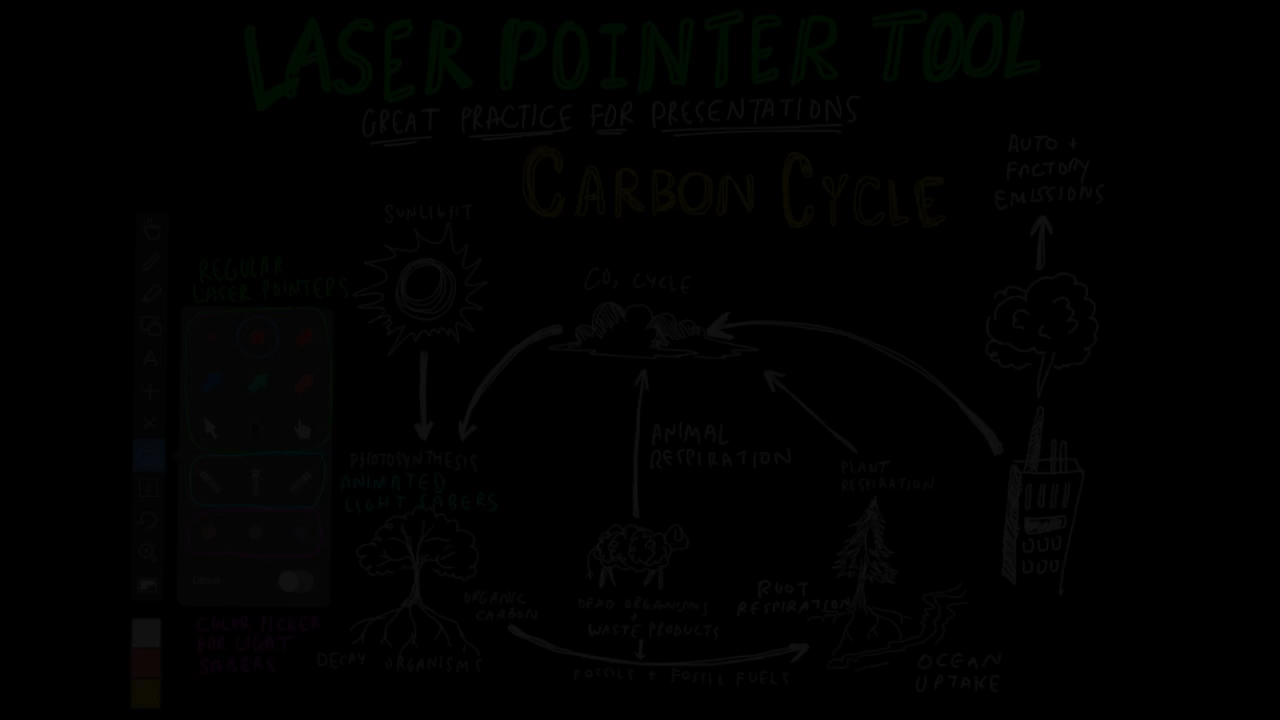 LASER POINTER TOOL
GREAT PRACTICE FOR PRESENTATIONS
CARBON CYCLE
AUTO +
FACTORY
EMISSIONS
SUNLIGHT
REGULAR
LASER POINTERS
CO₂ CYCLE
ANIMAL
RESPIRATION
PHOTOSYNTHESIS
ANIMATED
LIGHT SABERS
PLANT
RESPIRATION
ROOT
RESPIRATION
ORGANIC
CARBON
DEAD ORGANISMS
+
WASTE PRODUCTS
COLOR PICKER
FOR LIGHT
SABERS
DECAY ORGANISMS
FOSSILS + FOSSIL FUELS
OCEAN
UPTAKE